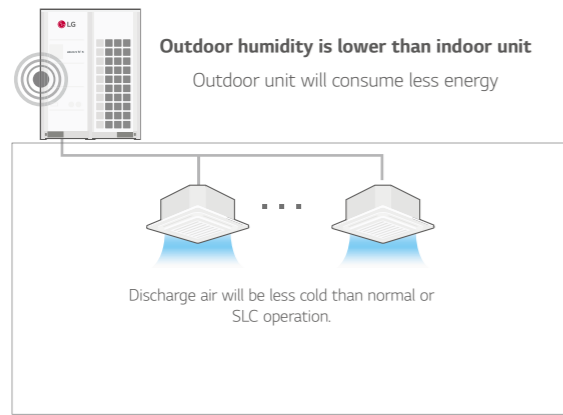 LG
Outdoor humidity is lower than indoor unit
Outdoor unit will consume less energy
Discharge air will be less cold than normal or
SLC operation.